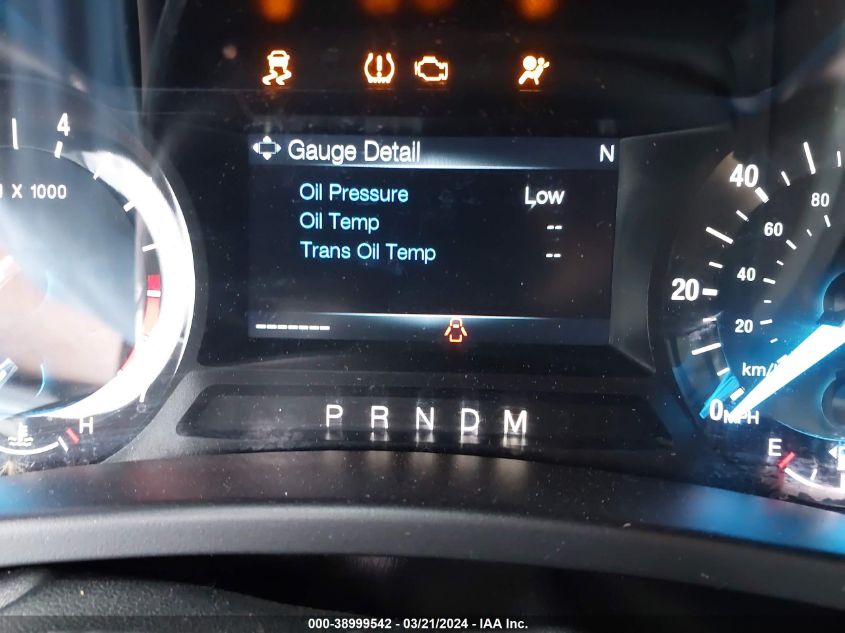 4
X 1000
Gauge Detail N
Oil Pressure Low
Oil Temp --
Trans Oil Temp --
-------
P R N D M
H
40
80
60
20
40
20
km/
0
MPH
E
000-38999542 - 03/21/2024 - IAA Inc.